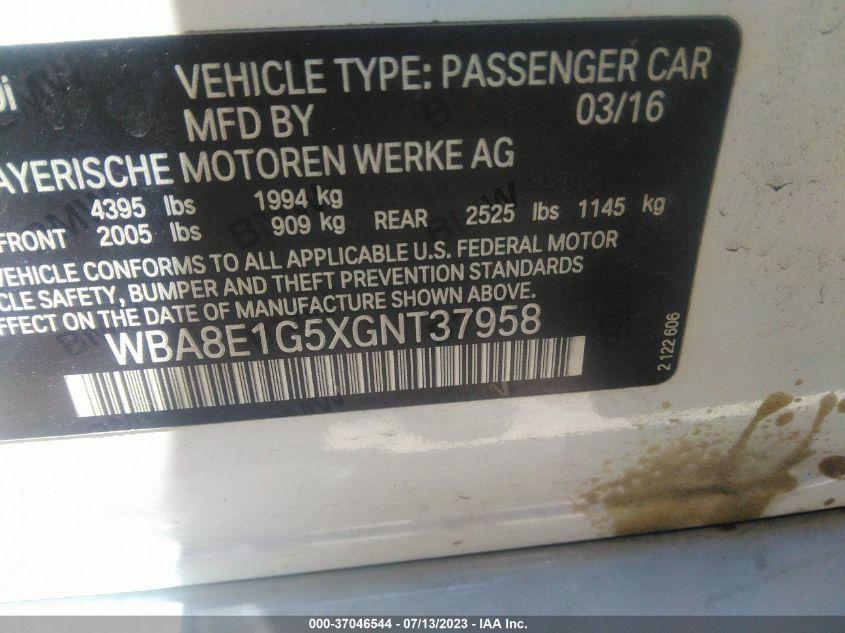 0i
VEHICLE TYPE: PASSENGER CAR
MFD BY 03/16
AYERISCHE MOTOREN WERKE AG
4395 lbs 1994 kg
FRONT 2005 lbs 909 kg REAR 2525 lbs 1145 kg
VEHICLE CONFORMS TO ALL APPLICABLE U.S. FEDERAL MOTOR
CLE SAFETY, BUMPER AND THEFT PREVENTION STANDARDS
CT ON THE DATE OF MANUFACTURE SHOWN ABOVE.
WBA8E1G5XGNT37958
2 122 606
000-37046544 / 07/13/2023 - IAA Inc.